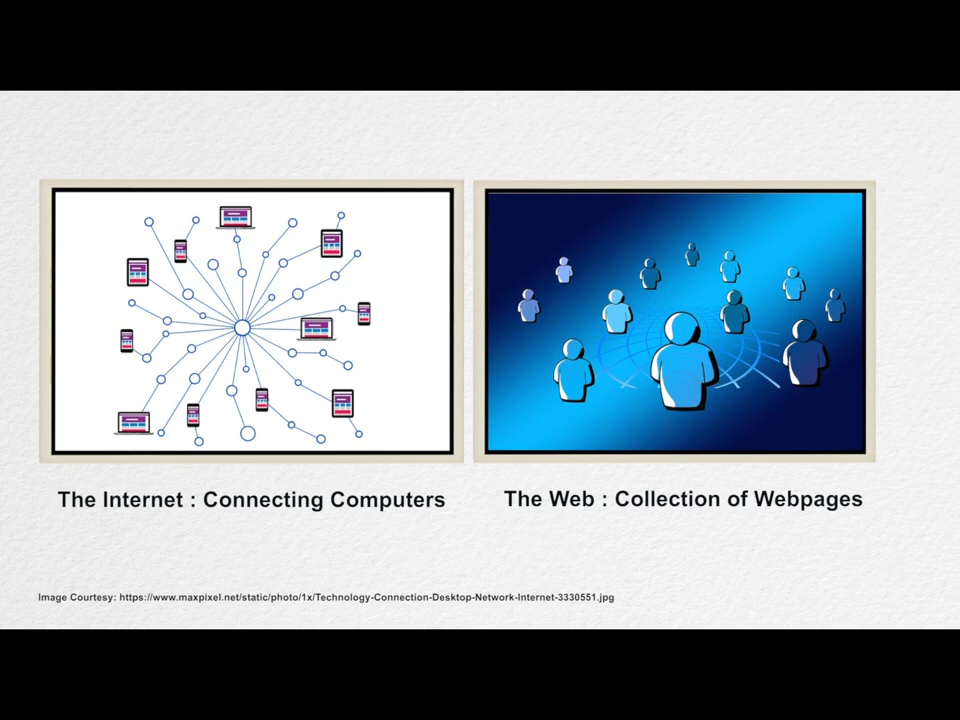 The Internet : Connecting Computers
The Web : Collection of Webpages
Image Courtesy: https://www.maxpixel.net/static/photo/1x/Technology-Connection-Desktop-Network-Internet-3330551.jpg